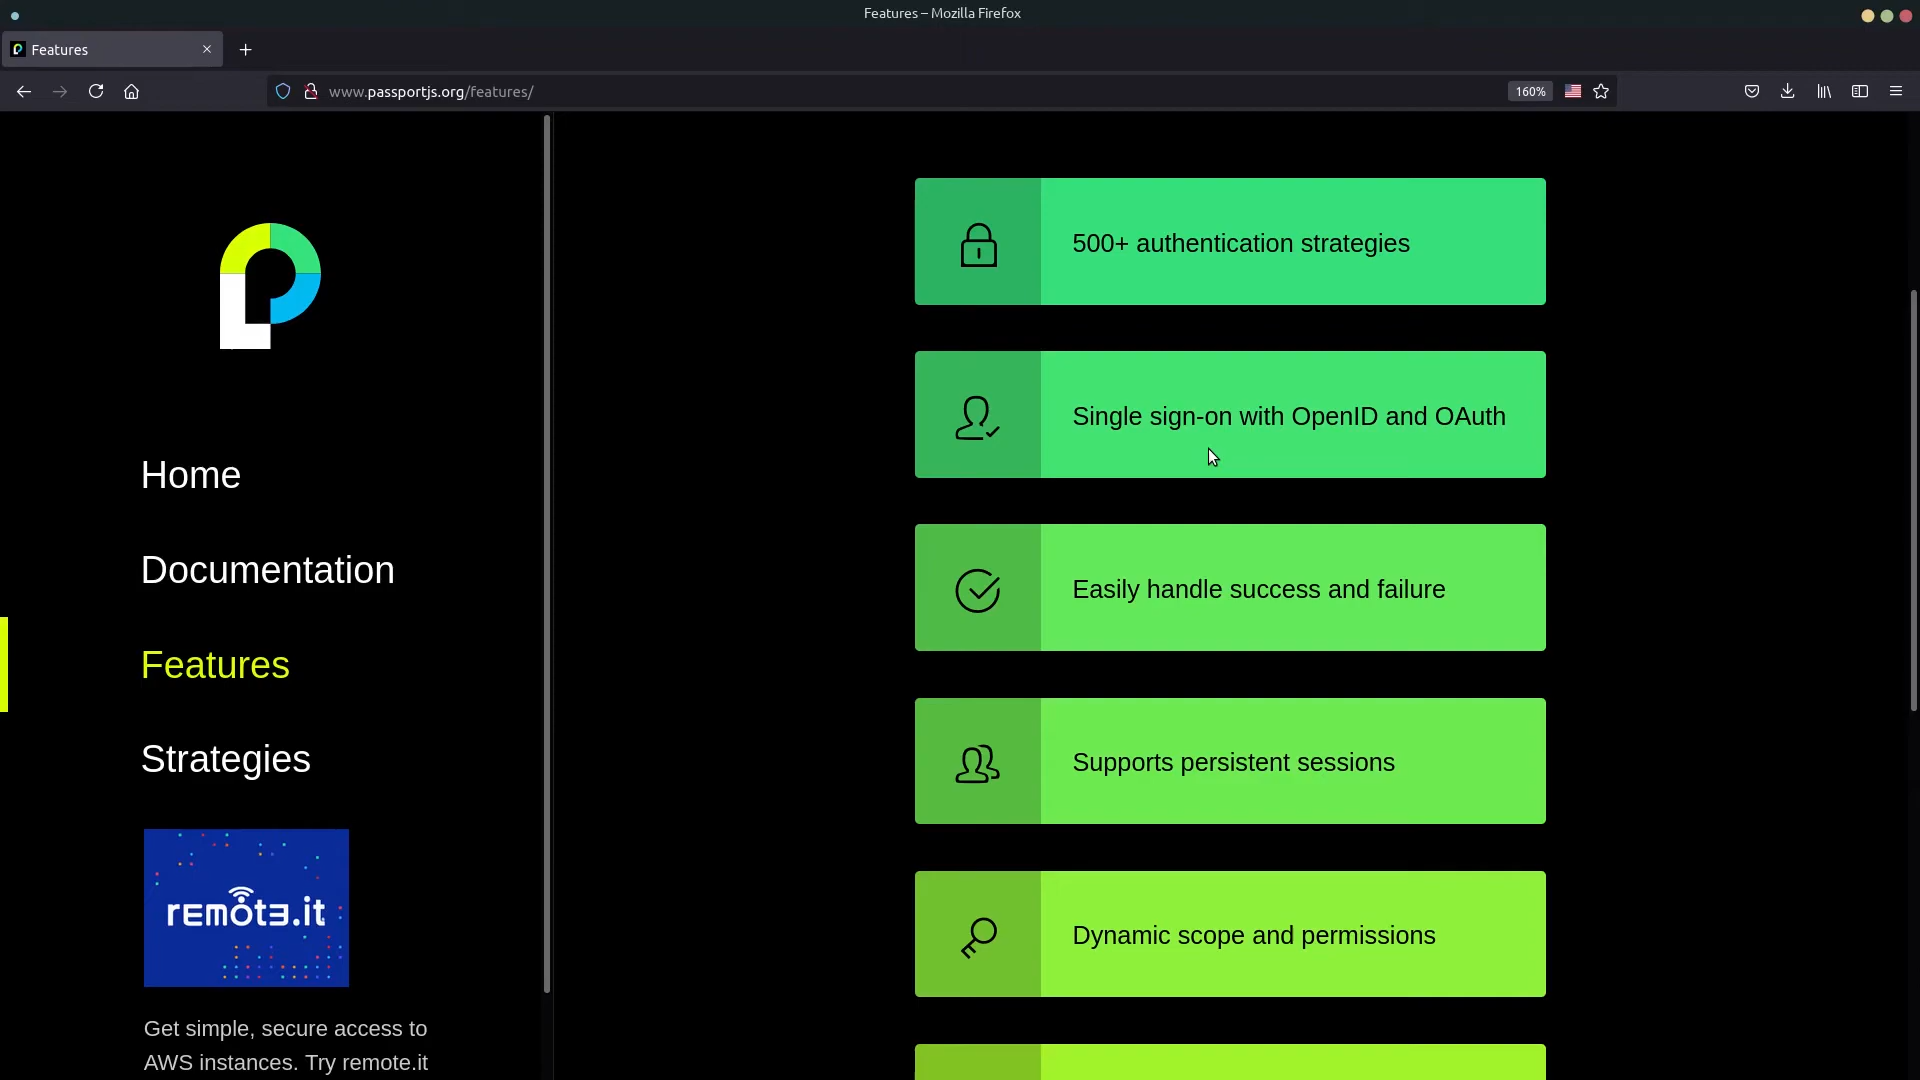 Features – Mozilla Firefox
Features
www.passportjs.org/features/
160%
Home
Documentation
Features
Strategies
remot3.it
Get simple, secure access to
AWS instances. Try remote.it
500+ authentication strategies
Single sign-on with OpenID and OAuth
Easily handle success and failure
Supports persistent sessions
Dynamic scope and permissions